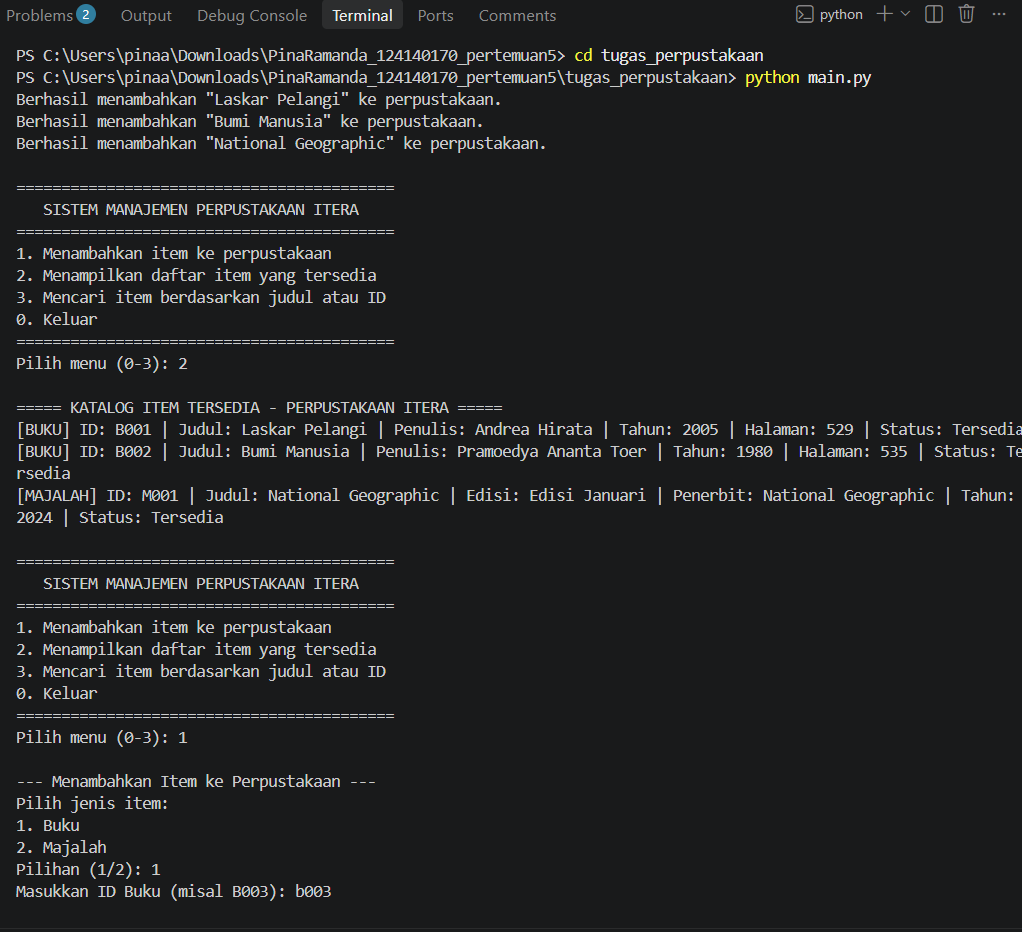 Problems 2 Output Debug Console Terminal Ports Comments python
PS C:\Users\pinaa\Downloads\PinaRamanda_124140170_pertemuan5> cd tugas_perpustakaan
PS C:\Users\pinaa\Downloads\PinaRamanda_124140170_pertemuan5\tugas_perpustakaan> python main.py
Berhasil menambahkan "Laskar Pelangi" ke perpustakaan.
Berhasil menambahkan "Bumi Manusia" ke perpustakaan.
Berhasil menambahkan "National Geographic" ke perpustakaan.
==========================================
SISTEM MANAJEMEN PERPUSTAKAAN ITERA
==========================================
1. Menambahkan item ke perpustakaan
2. Menampilkan daftar item yang tersedia
3. Mencari item berdasarkan judul atau ID
0. Keluar
==========================================
Pilih menu (0-3): 2
===== KATALOG ITEM TERSEDIA - PERPUSTAKAAN ITERA =====
[BUKU] ID: B001 | Judul: Laskar Pelangi | Penulis: Andrea Hirata | Tahun: 2005 | Halaman: 529 | Status: Tersedia
[BUKU] ID: B002 | Judul: Bumi Manusia | Penulis: Pramoedya Ananta Toer | Tahun: 1980 | Halaman: 535 | Status: Te
rsedia
[MAJALAH] ID: M001 | Judul: National Geographic | Edisi: Edisi Januari | Penerbit: National Geographic | Tahun:
2024 | Status: Tersedia
==========================================
SISTEM MANAJEMEN PERPUSTAKAAN ITERA
==========================================
1. Menambahkan item ke perpustakaan
2. Menampilkan daftar item yang tersedia
3. Mencari item berdasarkan judul atau ID
0. Keluar
==========================================
Pilih menu (0-3): 1
--- Menambahkan Item ke Perpustakaan ---
Pilih jenis item:
1. Buku
2. Majalah
Pilihan (1/2): 1
Masukkan ID Buku (misal B003): b003